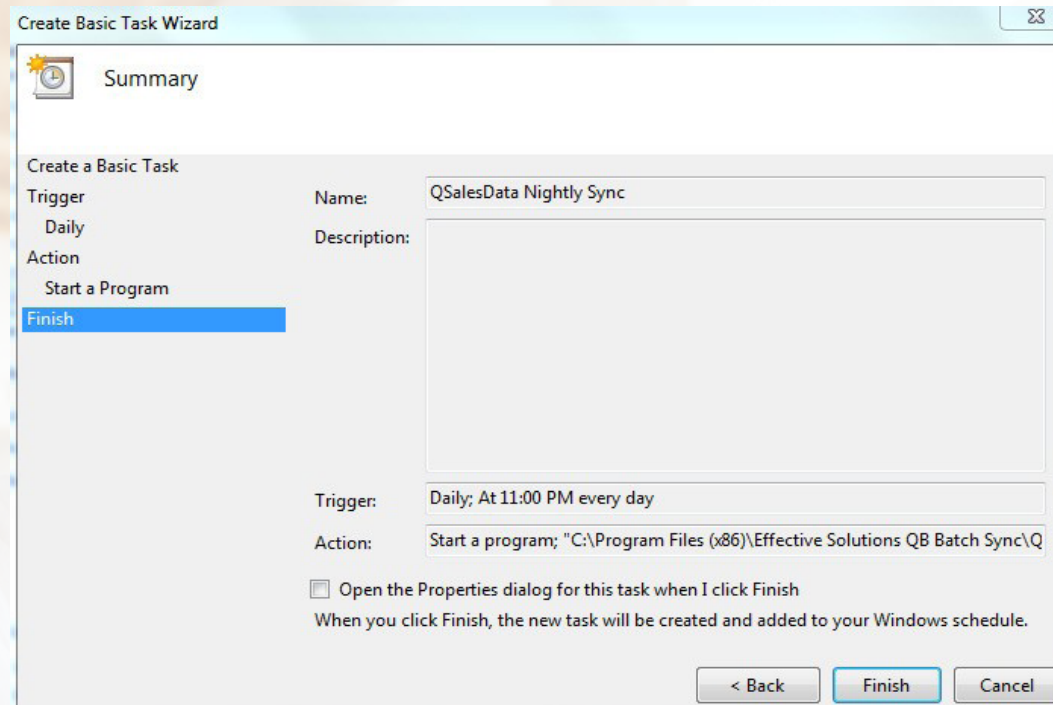 Create Basic Task Wizard
Summary
Create a Basic Task
Trigger
Daily
Action
Start a Program
Finish
Name: QSalesData Nightly Sync
Description:
Trigger: Daily; At 11:00 PM every day
Action: Start a program; "C:\Program Files (x86)\Effective Solutions QB Batch Sync\Q
Open the Properties dialog for this task when I click Finish
When you click Finish, the new task will be created and added to your Windows schedule.
< Back Finish Cancel